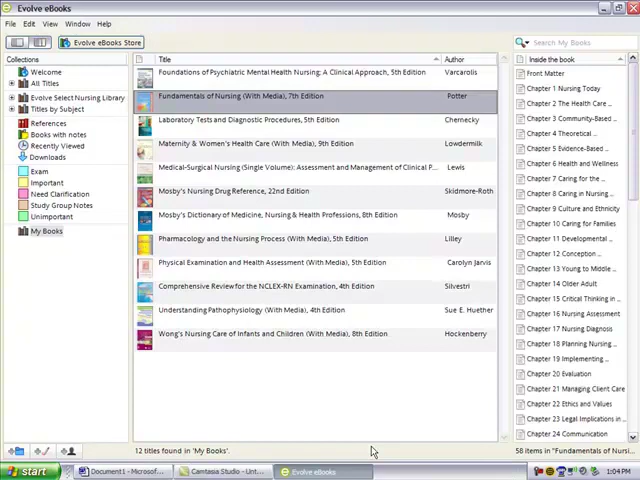 Evolve eBooks
File Edit View Window Help
Evolve eBooks Store
Search My Books
Collections
Welcome
All Titles
Evolve Select Nursing Library
Titles by Subject
References
Books with notes
Recently Viewed
Downloads
Exam
Important
Need Clarification
Study Group Notes
Unimportant
My Books
Title Author
Foundations of Psychiatric Mental Health Nursing: A Clinical Approach, 5th Edition Varcarolis
Fundamentals of Nursing (With Media), 7th Edition Potter
Laboratory Tests and Diagnostic Procedures, 5th Edition Chernecky
Maternity & Women's Health Care (With Media), 9th Edition Lowdermilk
Medical-Surgical Nursing (Single Volume): Assessment and Management of Clinical P... Lewis
Mosby's Nursing Drug Reference, 22nd Edition Skidmore-Roth
Mosby's Dictionary of Medicine, Nursing & Health Professions, 8th Edition Mosby
Pharmacology and the Nursing Process (With Media), 5th Edition Lilley
Physical Examination and Health Assessment (With Media), 5th Edition Carolyn Jarvis
Comprehensive Review for the NCLEX-RN Examination, 4th Edition Silvestri
Understanding Pathophysiology (With Media), 4th Edition Sue E. Huether
Wong's Nursing Care of Infants and Children (With Media), 8th Edition Hockenberry
Inside the book
Front Matter
Chapter 1 Nursing Today
Chapter 2 The Health Care ...
Chapter 3 Community-Based ...
Chapter 4 Theoretical ...
Chapter 5 Evidence-Based ...
Chapter 6 Health and Wellness
Chapter 7 Caring for the ...
Chapter 8 Caring in Nursing ...
Chapter 9 Culture and Ethnicity
Chapter 10 Caring for Families
Chapter 11 Developmental ...
Chapter 12 Conception ...
Chapter 13 Young to Middle ...
Chapter 14 Older Adult
Chapter 15 Critical Thinking in ...
Chapter 16 Nursing Assessment
Chapter 17 Nursing Diagnosis
Chapter 18 Planning Nursing ...
Chapter 19 Implementing ...
Chapter 20 Evaluation
Chapter 21 Managing Client Care
Chapter 22 Ethics and Values
Chapter 23 Legal Implications in ...
Chapter 24 Communication
12 titles found in 'My Books'.
58 items in "Fundamentals of Nursi...
start
Document1 - Microsof...
Camtasia Studio - Unt...
Evolve eBooks
1:04 PM